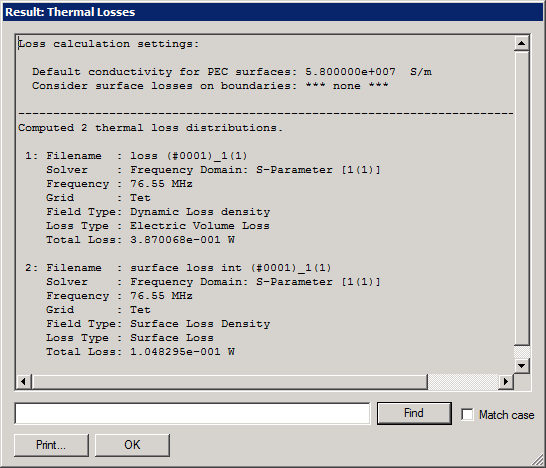 Result: Thermal Losses
Loss calculation settings:
Default conductivity for PEC surfaces: 5.800000e+007 S/m
Consider surface losses on boundaries: *** none ***
--------------------------------------------------------------------
Computed 2 thermal loss distributions.
1: Filename : loss (#0001)_1(1)
Solver : Frequency Domain: S-Parameter [1(1)]
Frequency : 76.55 MHz
Grid : Tet
Field Type: Dynamic Loss density
Loss Type : Electric Volume Loss
Total Loss: 3.870068e-001 W
2: Filename : surface loss int (#0001)_1(1)
Solver : Frequency Domain: S-Parameter [1(1)]
Frequency : 76.55 MHz
Grid : Tet
Field Type: Surface Loss Density
Loss Type : Surface Loss
Total Loss: 1.048295e-001 W
Find
Match case
Print...
OK